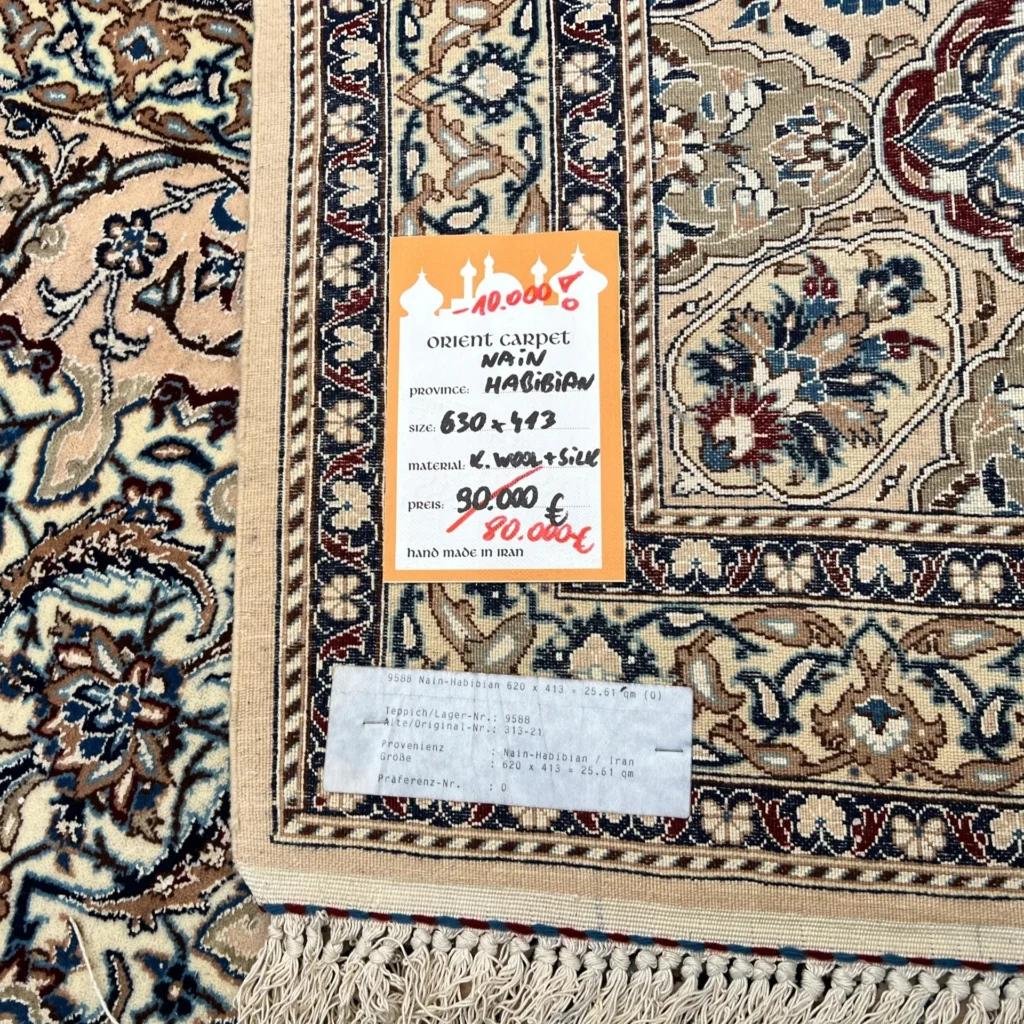 -10.000!
ORIENT CARPET
NAIN
PROVINCE: HABIBIAN
SIZE: 630 x 413
MATERIAL: K. WOOL + SILK
PREIS: 90.000 €
80.000 €
HAND MADE IN IRAN
9588 Nain-Habibian 620 x 413 = 25.61 qm (0)
Teppich/Lager-Nr.: 9588
Alte/Original-Nr.: 313-21
Provenienz : Nain-Habibian / Iran
Größe : 620 x 413 = 25.61 qm
Präferenz-Nr. : 0